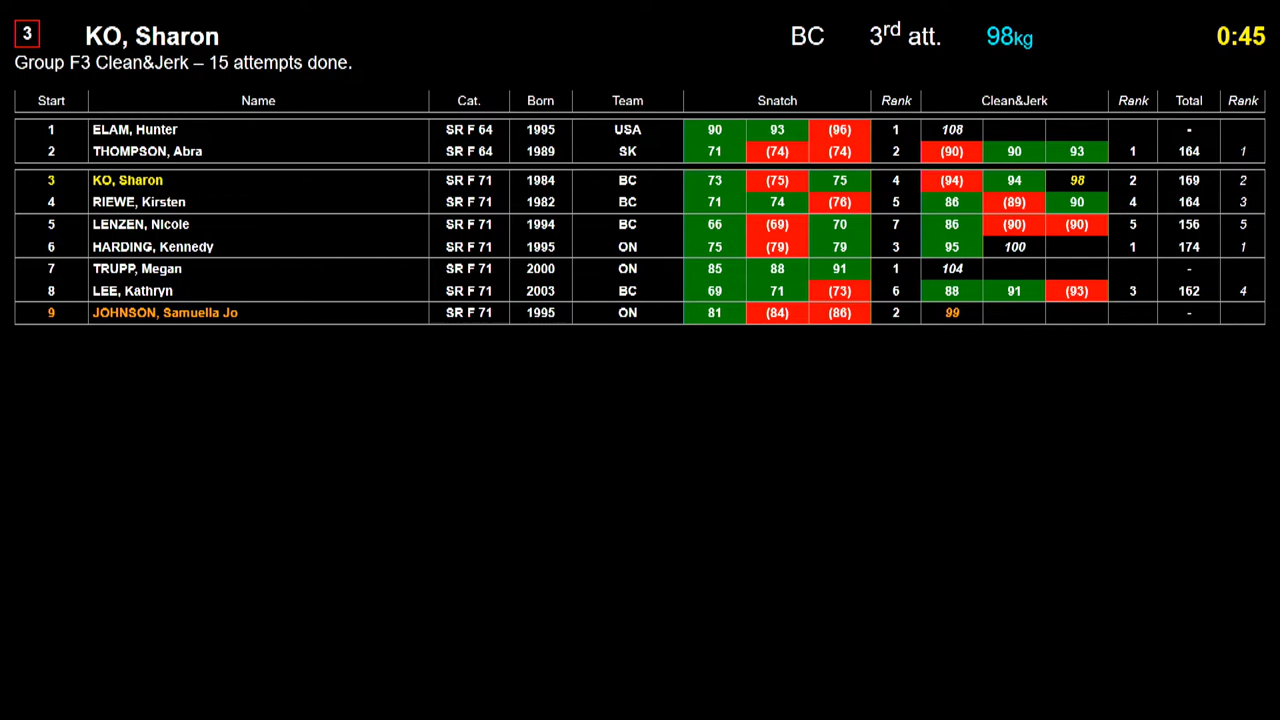 3 KO, Sharon BC 3rd att. 98kg 0:45
Group F3 Clean&Jerk – 15 attempts done.
Start Name Cat. Born Team Snatch Rank Clean&Jerk Rank Total Rank
1 ELAM, Hunter SR F 64 1995 USA 90 93 (96) 1 108 -
2 THOMPSON, Abra SR F 64 1989 SK 71 (74) (74) 2 (90) 90 93 1 164 1
3 KO, Sharon SR F 71 1984 BC 73 (75) 75 4 (94) 94 98 2 169 2
4 RIEWE, Kirsten SR F 71 1982 BC 71 74 (76) 5 86 (89) 90 4 164 3
5 LENZEN, Nicole SR F 71 1994 BC 66 (69) 70 7 86 (90) (90) 5 156 5
6 HARDING, Kennedy SR F 71 1995 ON 75 (79) 79 3 95 100 1 174 1
7 TRUPP, Megan SR F 71 2000 ON 85 88 91 1 104 -
8 LEE, Kathryn SR F 71 2003 BC 69 71 (73) 6 88 91 (93) 3 162 4
9 JOHNSON, Samuella Jo SR F 71 1995 ON 81 (84) (86) 2 99 -